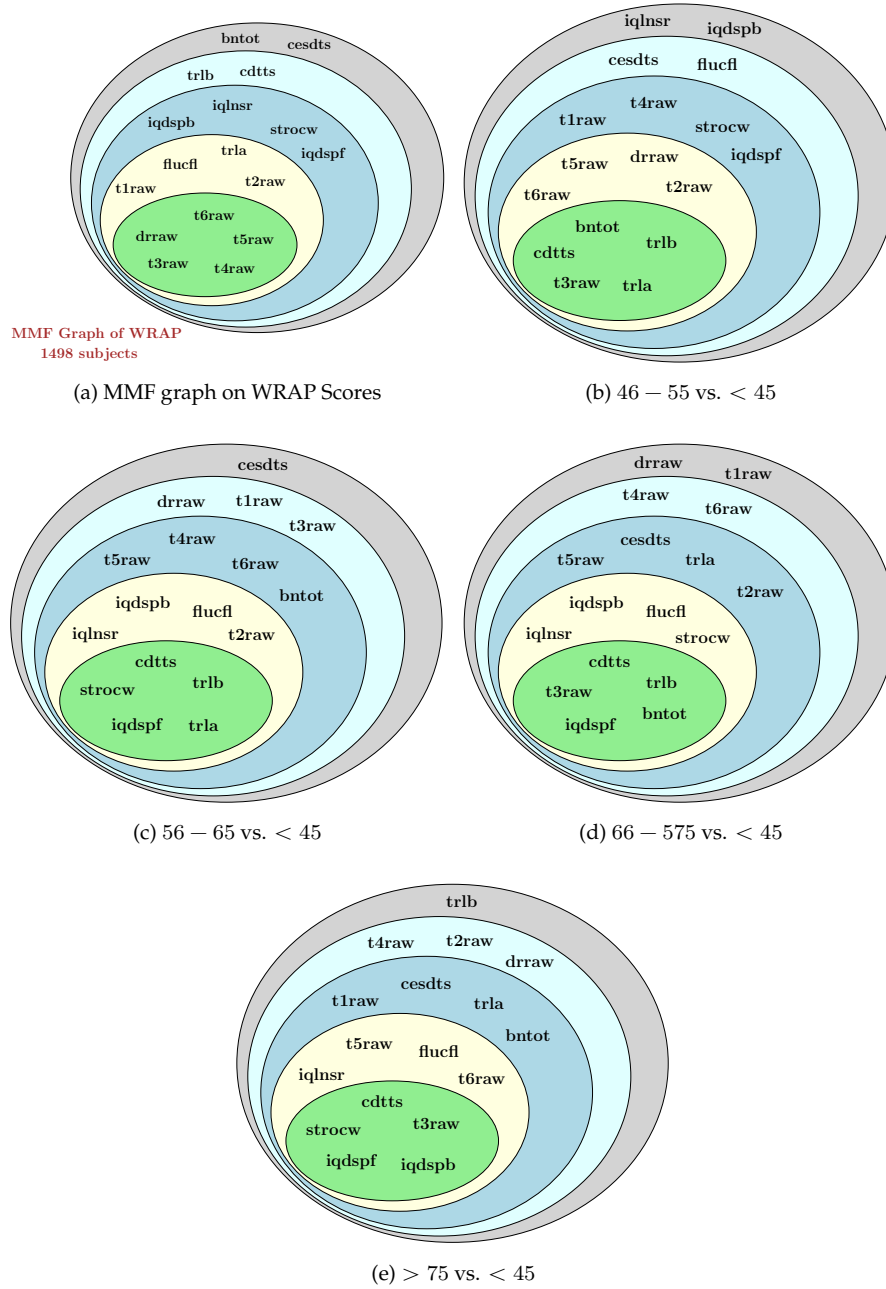 bntot
cesdts
trlb
cdtts
iqlnsr
iqdspb
strocw
trla
iqdspf
flucfl
t2raw
t1raw
t6raw
drraw
t5raw
t3raw
t4raw
MMF Graph of WRAP
1498 subjects
(a) MMF graph on WRAP Scores
iqlnsr
iqdspb
cesdts
flucfl
t4raw
t1raw
strocw
drraw
iqdspf
t5raw
t2raw
t6raw
bntot
trlb
cdtts
t3raw
trla
(b) 46 − 55 vs. < 45
cesdts
drraw
t1raw
t3raw
t4raw
t5raw
t6raw
bntot
iqdspb
flucfl
iqlnsr
t2raw
cdtts
strocw
trlb
iqdspf
trla
(c) 56 − 65 vs. < 45
drraw
t1raw
t4raw
t6raw
cesdts
t5raw
trla
t2raw
iqdspb
flucfl
iqlnsr
strocw
cdtts
t3raw
trlb
iqdspf
bntot
(d) 66 − 575 vs. < 45
trlb
t4raw
t2raw
drraw
cesdts
t1raw
trla
bntot
t5raw
flucfl
iqlnsr
t6raw
cdtts
strocw
t3raw
iqdspf
iqdspb
(e) > 75 vs. < 45